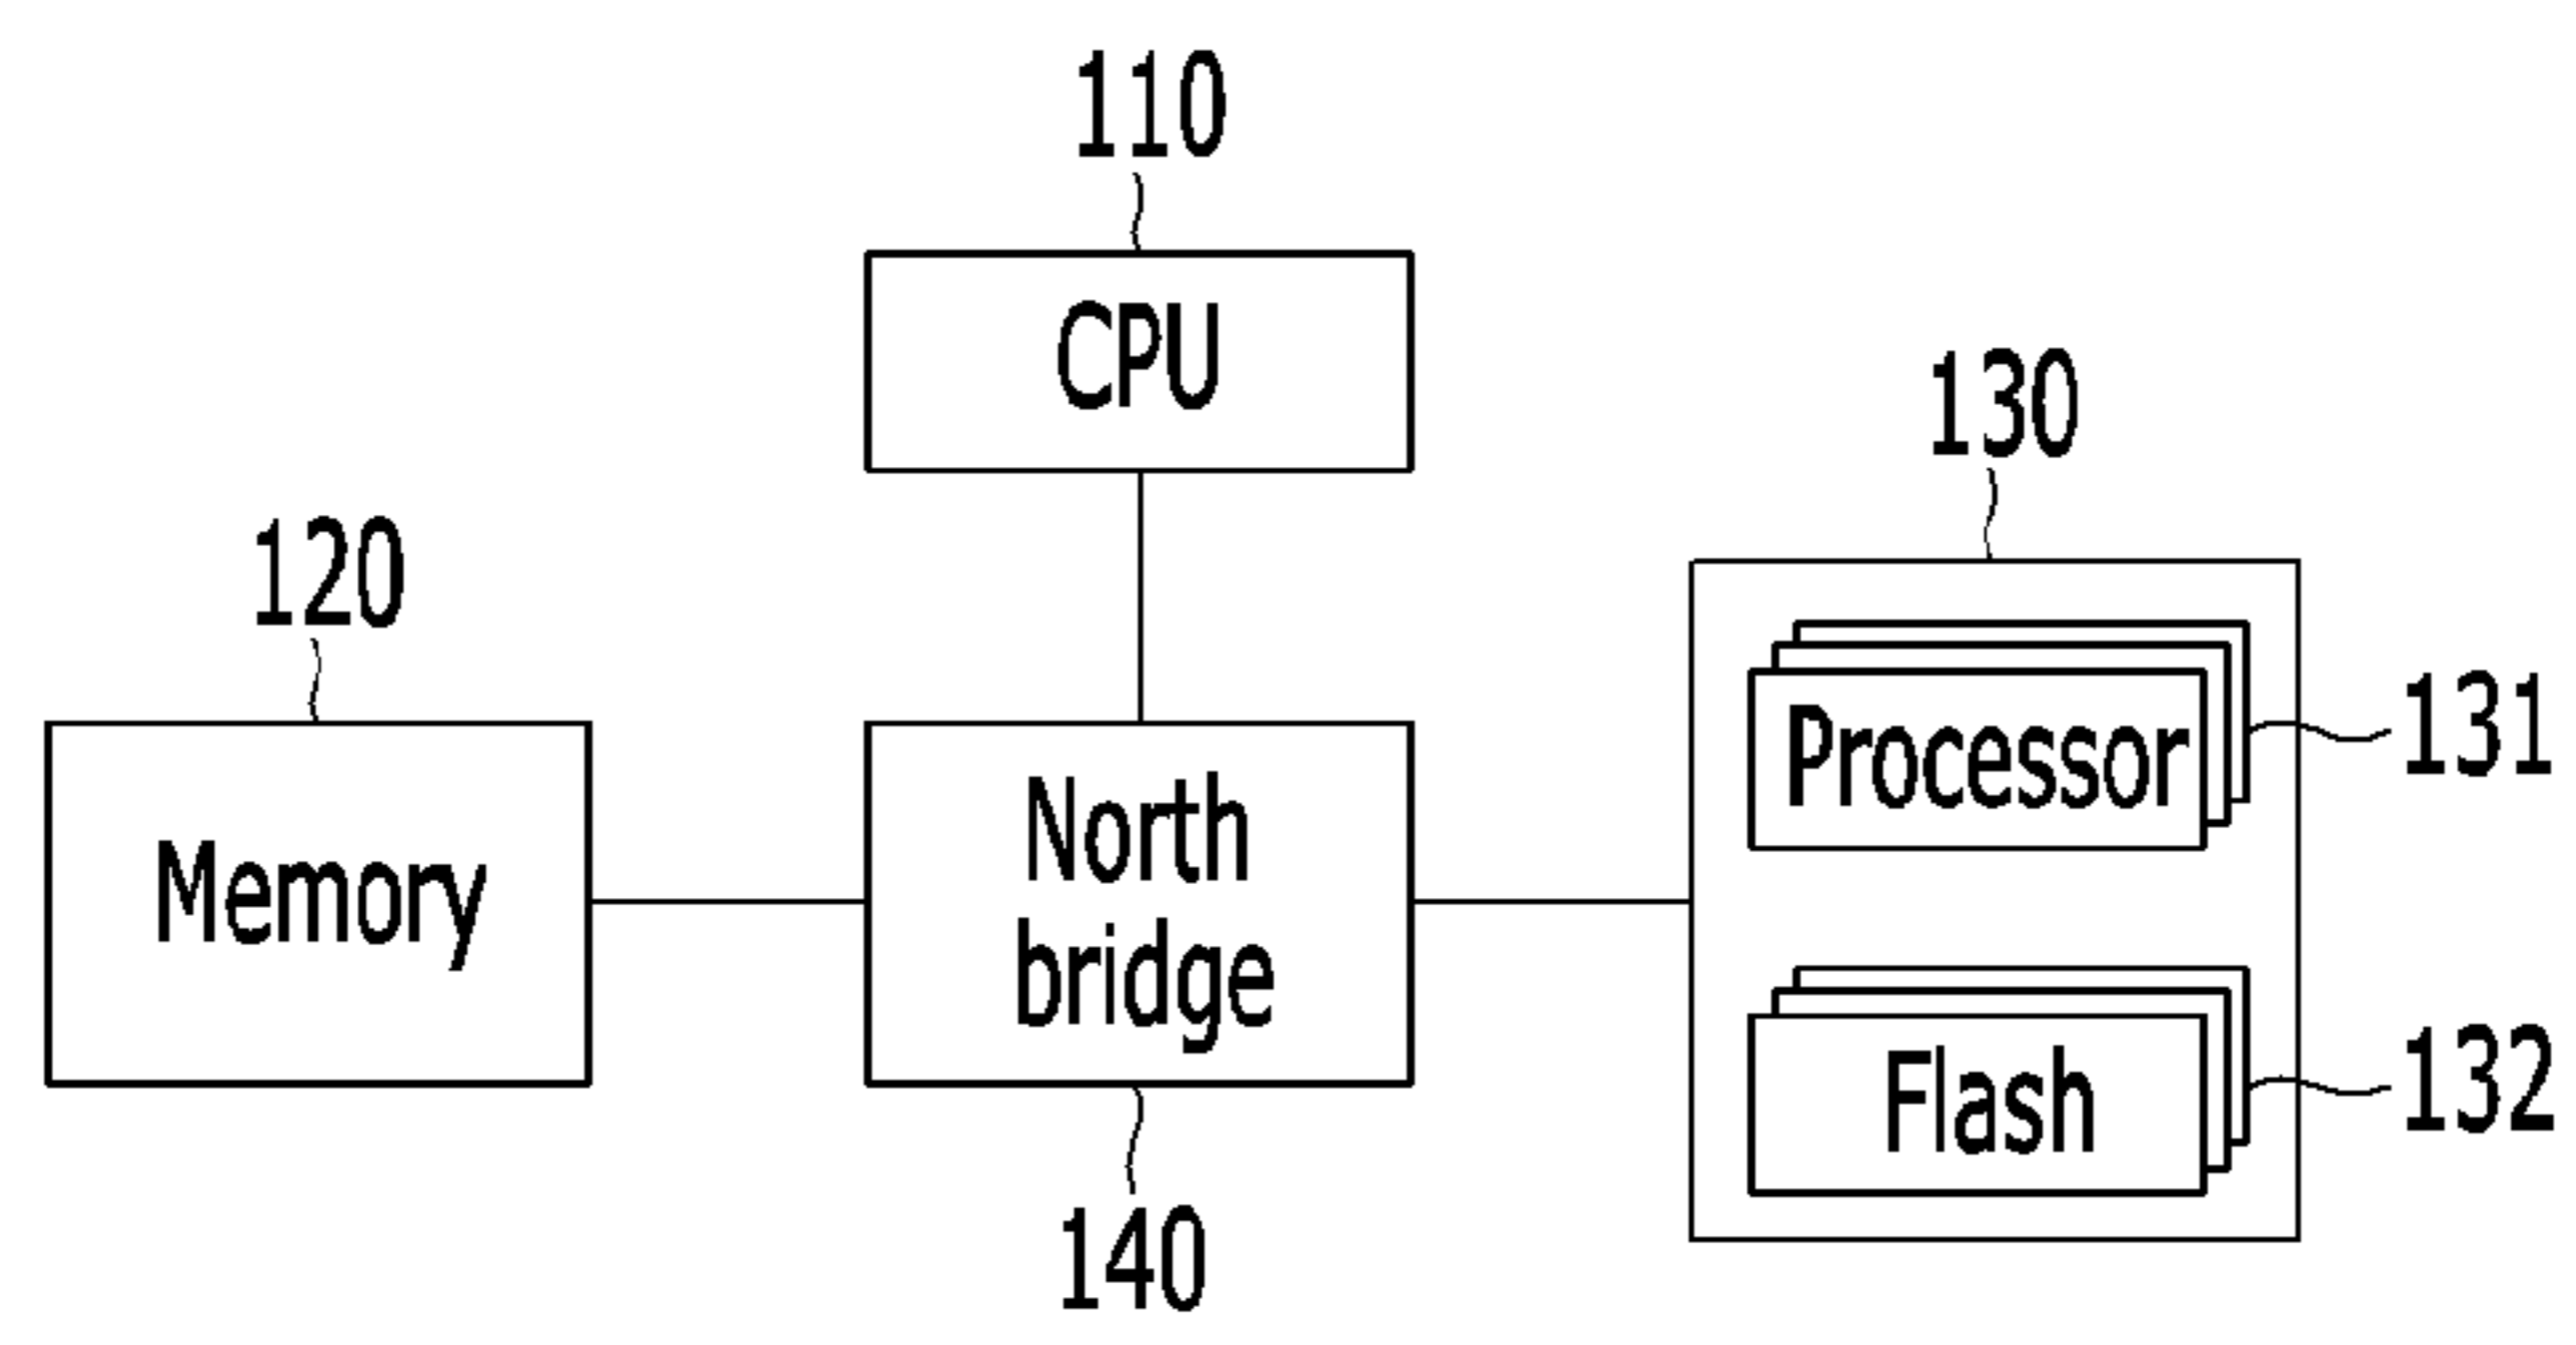 110
CPU
130
120
Processor
131
North
bridge
Memory
Flash
132
140